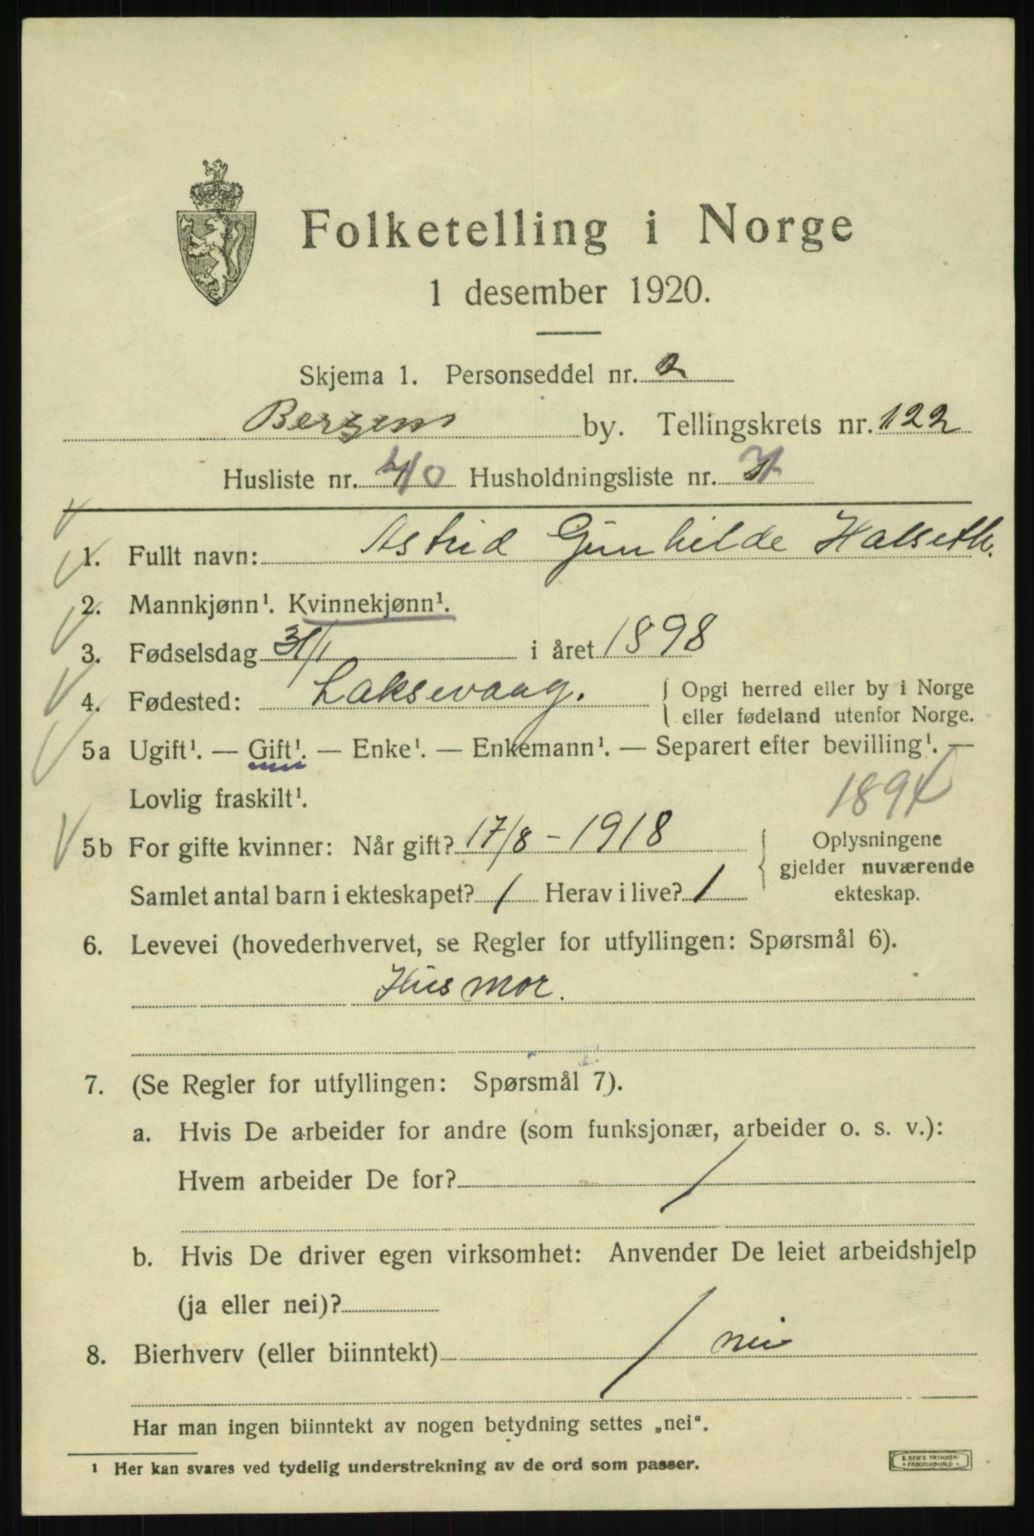 Folketelling i Norge
1 desember 1920.
Skjema 1. Personseddel nr. 2
Bergens by. Tellingskrets nr. 122
Husliste nr. 40 Husholdningsliste nr.
1. Fullt navn: Astrid Gunhilde Halseth.
2. Mannkjønn¹. Kvinnekjønn¹.
3. Fødselsdag 31/1 i året 1898
4. Fødested: Laksevaag. { Opgi herred eller by i Norge
eller fødeland utenfor Norge.
5a Ugift¹. — Gift¹. — Enke¹. — Enkemann¹. — Separert efter bevilling¹. —
Lovlig fraskilt¹. 1894
5b For gifte kvinner: Når gift? 17/8 - 1918 { Oplysningene
gjelder nuværende
ekteskap.
Samlet antal barn i ekteskapet? 1 Herav i live? 1
6. Levevei (hovederhvervet, se Regler for utfyllingen: Spørsmål 6).
Husmor.
7. (Se Regler for utfyllingen: Spørsmål 7).
a. Hvis De arbeider for andre (som funksjonær, arbeider o. s. v.):
Hvem arbeider De for? /
b. Hvis De driver egen virksomhet: Anvender De leiet arbeidshjelp
(ja eller nei)?
8. Bierhverv (eller biinntekt) / nei
Har man ingen biinntekt av nogen betydning settes „nei“.
¹ Her kan svares ved tydelig understrekning av de ord som passer.